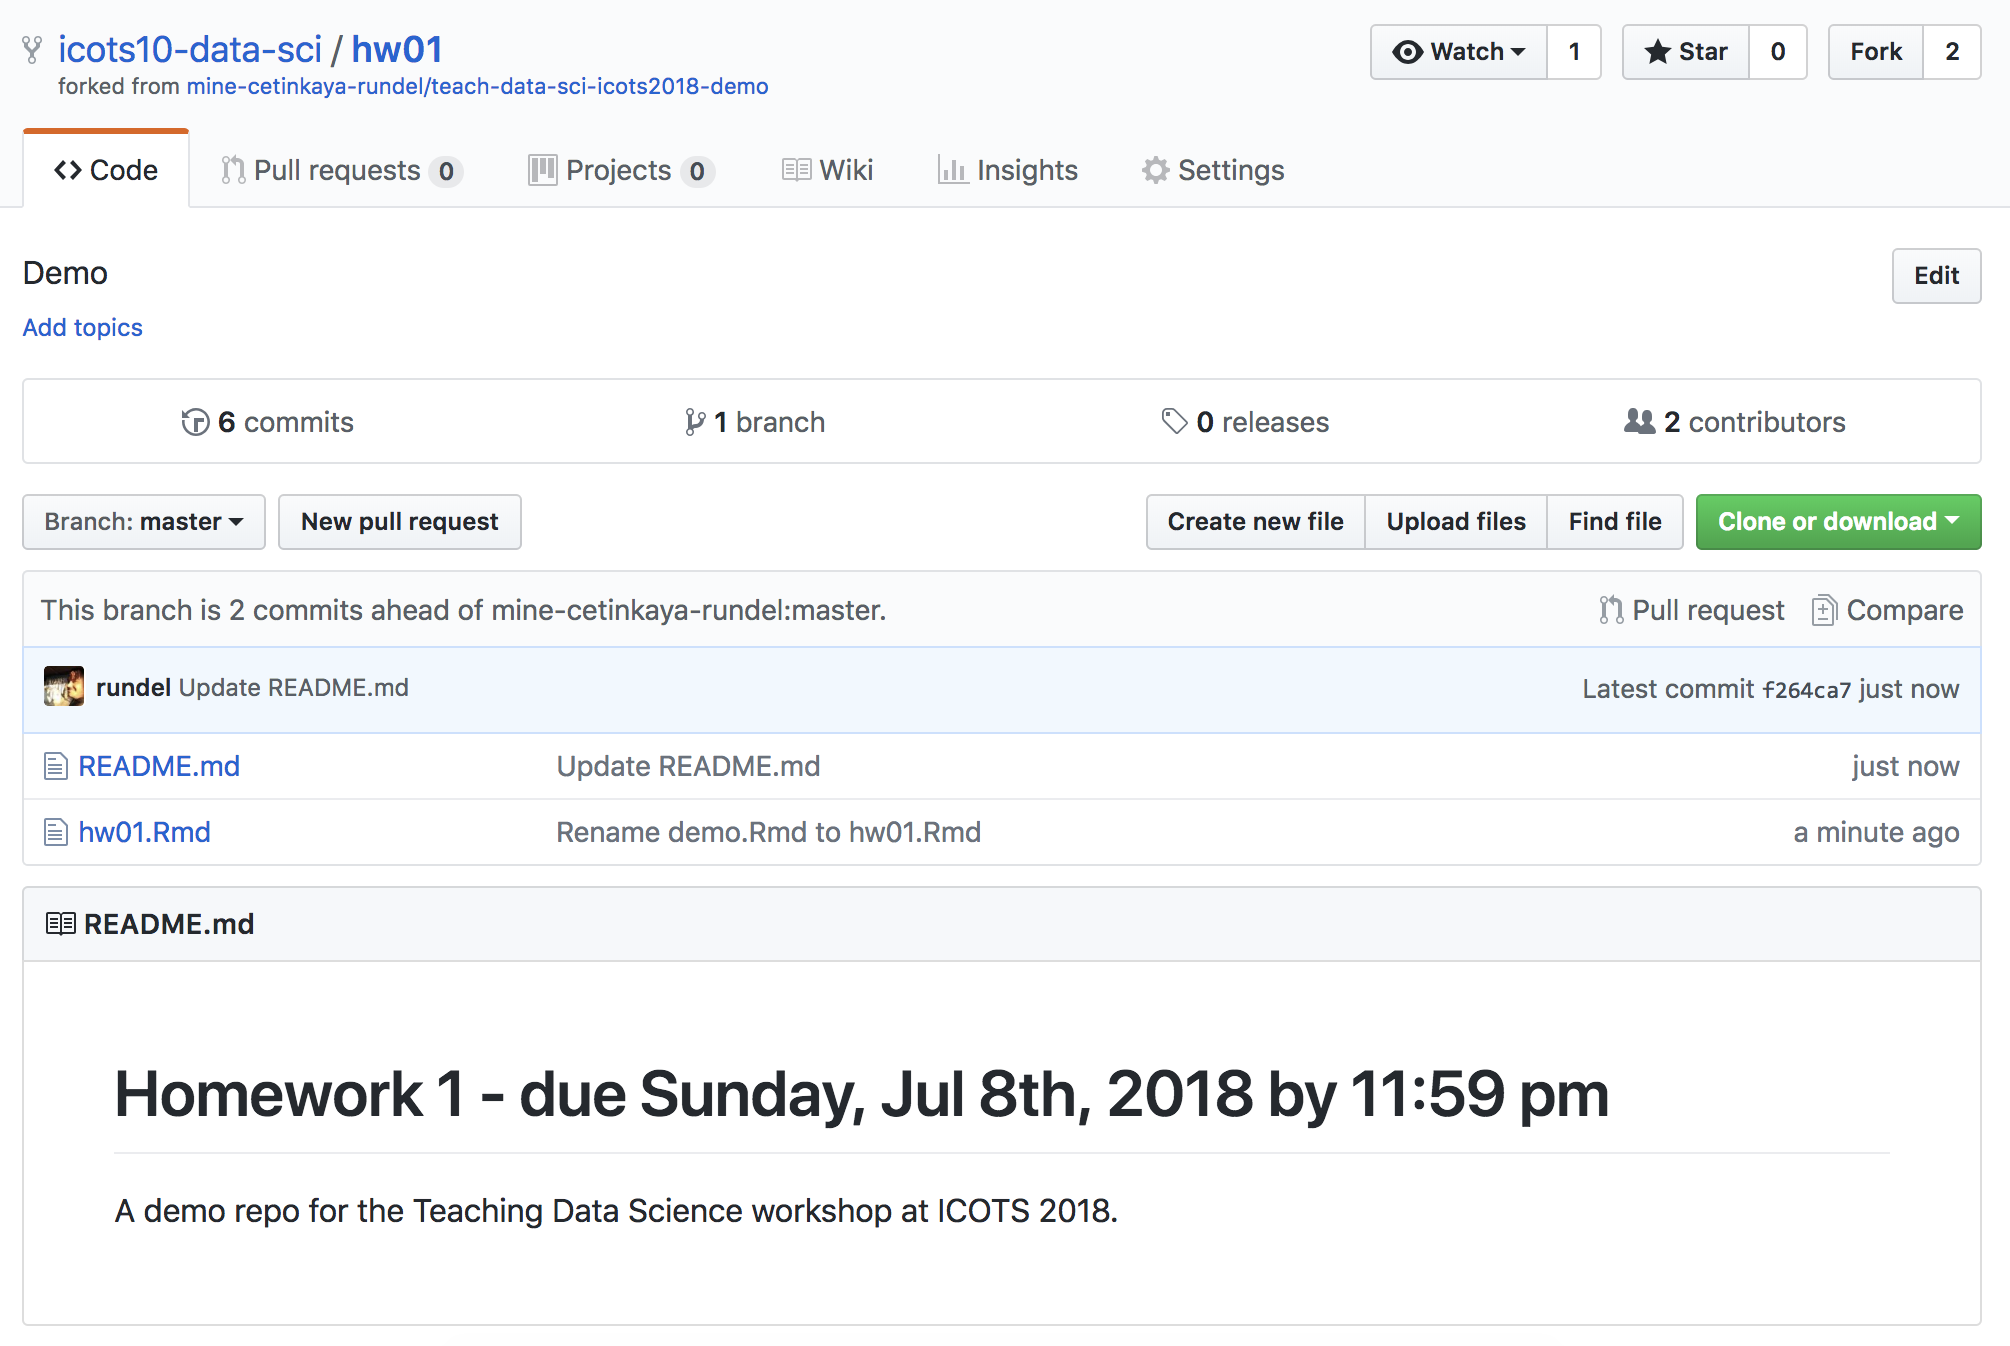 icots10-data-sci / hw01
Watch 1 Star 0 Fork 2
forked from mine-cetinkaya-rundel/teach-data-sci-icots2018-demo
Code Pull requests 0 Projects 0 Wiki Insights Settings
Demo
Edit
Add topics
6 commits 1 branch 0 releases 2 contributors
Branch: master New pull request Create new file Upload files Find file Clone or download
This branch is 2 commits ahead of mine-cetinkaya-rundel:master. Pull request Compare
rundel Update README.md Latest commit f264ca7 just now
README.md Update README.md just now
hw01.Rmd Rename demo.Rmd to hw01.Rmd a minute ago
README.md
Homework 1 - due Sunday, Jul 8th, 2018 by 11:59 pm
A demo repo for the Teaching Data Science workshop at ICOTS 2018.